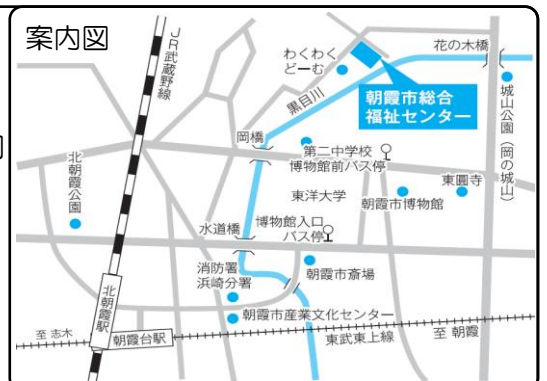 案内図
JR武蔵野線
わくわく
どーむ
花の木橋
黒目川
朝霞市総合
福祉センター
城山公園(岡の城山)
岡橋
第二中学校
博物館前バス停
北朝霞公園
東洋大学
東圓寺
朝霞市博物館
水道橋
博物館入口
バス停
消防署
浜崎分署
朝霞市斎場
北朝霞駅
朝霞市産業文化センター
至 志木
朝霞台駅
東武東上線
至 朝霞